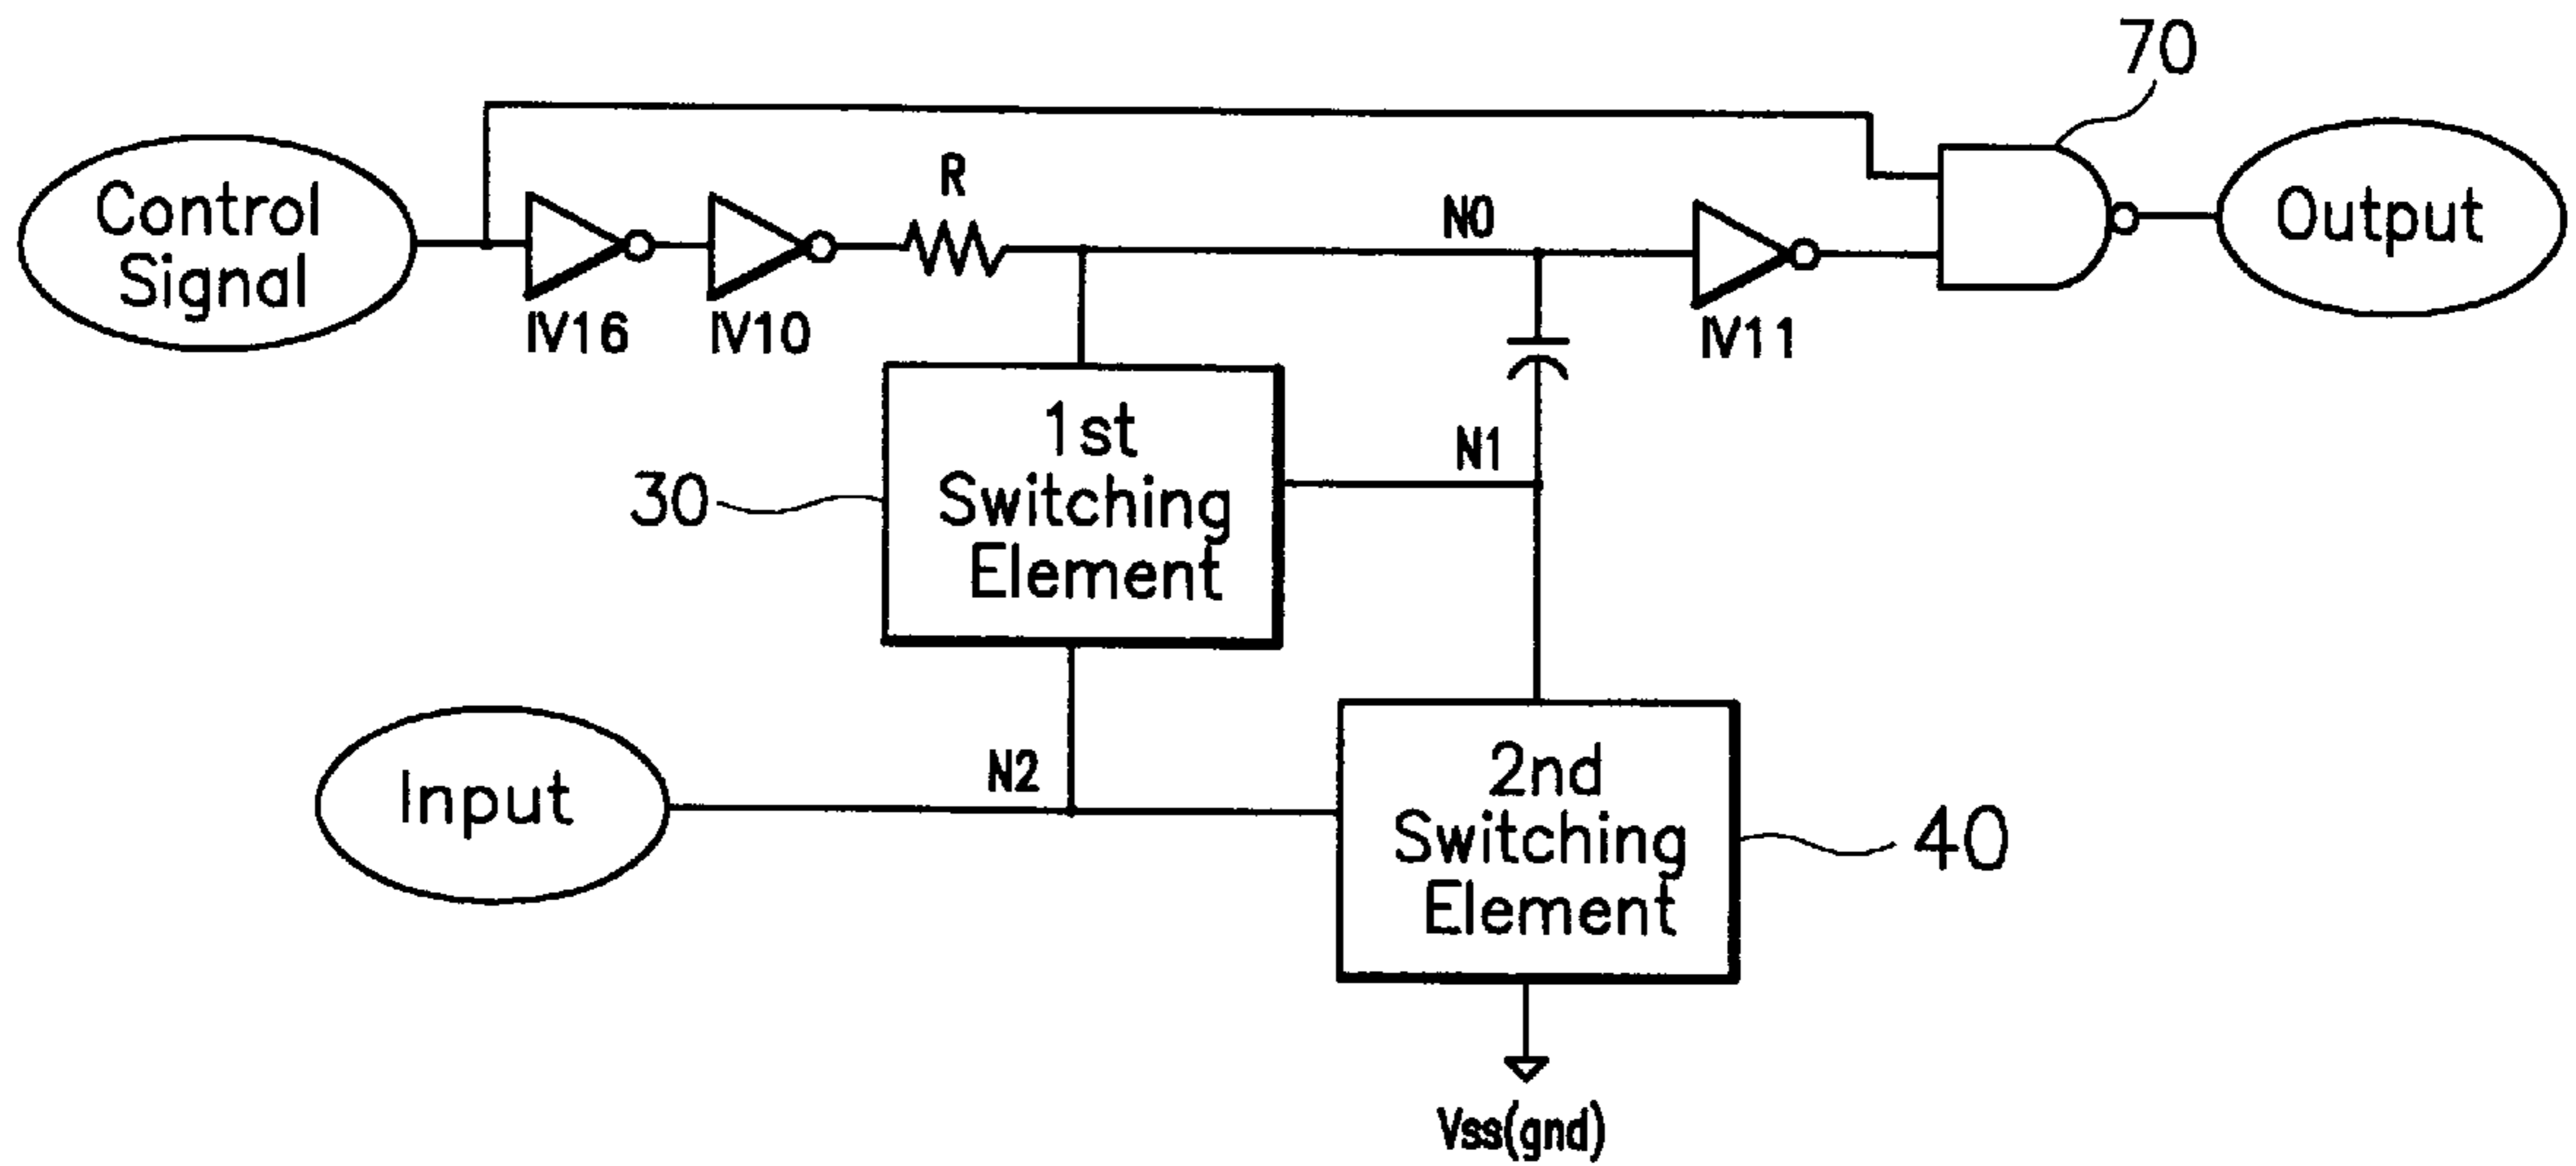 70
Control
Signal
R
N0
Output
IV16
IV10
IV11
1st
Switching
Element
N1
30
N2
Input
2nd
Switching
Element
40
Vss(gnd)